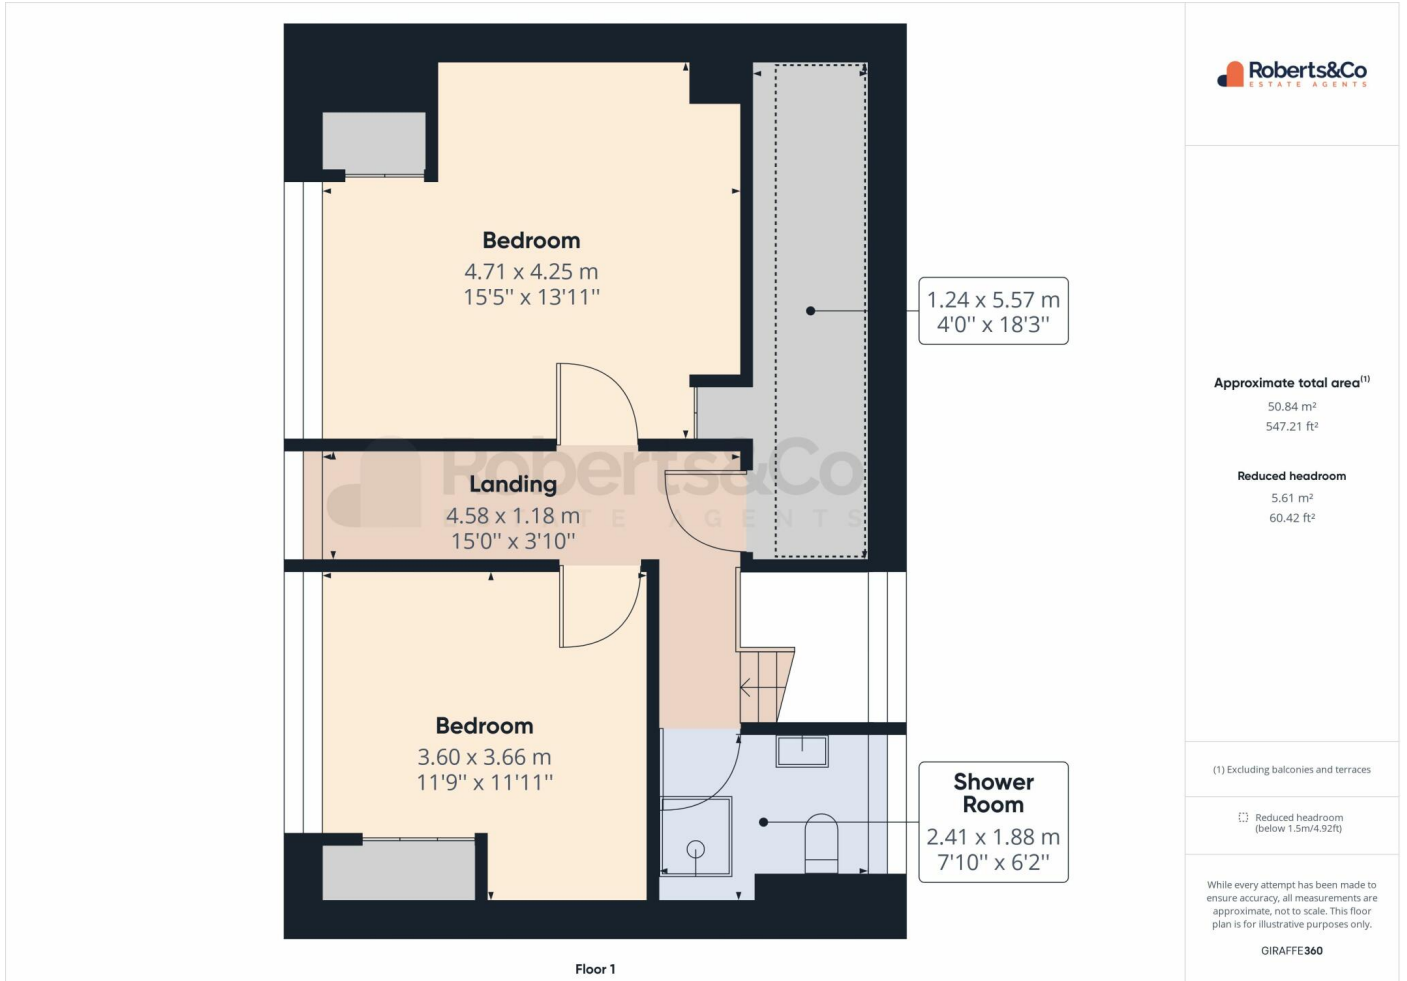 Bedroom
4.71 x 4.25 m
15'5'' x 13'11''
1.24 x 5.57 m
4'0'' x 18'3''
Roberts&Co
ESTATE AGENTS
Landing
4.58 x 1.18 m
15'0'' x 3'10''
Bedroom
3.60 x 3.66 m
11'9'' x 11'11''
Shower
Room
2.41 x 1.88 m
7'10'' x 6'2''
Floor 1
Roberts&Co
ESTATE AGENTS
Approximate total area(1)
50.84 m²
547.21 ft²
Reduced headroom
5.61 m²
60.42 ft²
(1) Excluding balconies and terraces
Reduced headroom
(below 1.5m/4.92ft)
While every attempt has been made to
ensure accuracy, all measurements are
approximate, not to scale. This floor
plan is for illustrative purposes only.
GIRAFFE360